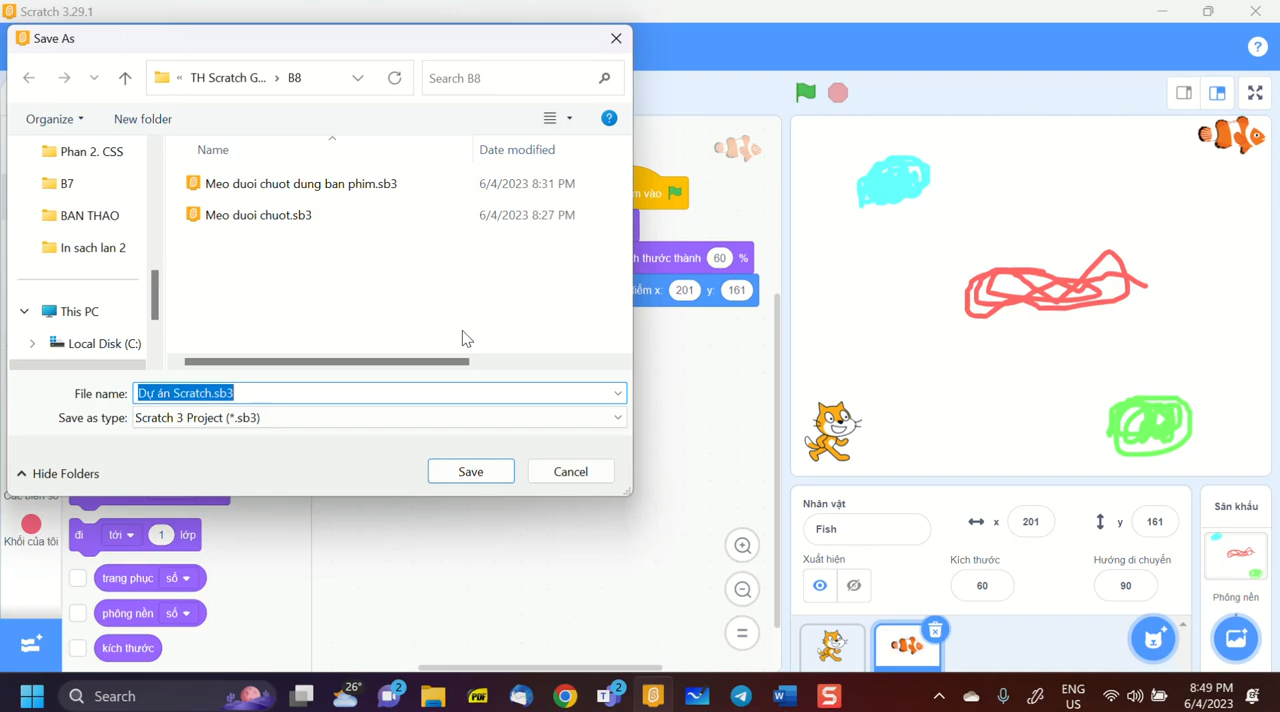 Scratch 3.29.1
Save As
« TH Scratch G... › B8
Search B8
Organize
New folder
?
?
Name
Date modified
Phan 2. CSS
B7
BAN THAO
In sach lan 2
This PC
Local Disk (C:)
Meo duoi chuot dung ban phim.sb3
6/4/2023 8:31 PM
Meo duoi chuot.sb3
6/4/2023 8:27 PM
File name: Dự án Scratch.sb3
Save as type: Scratch 3 Project (*.sb3)
Hide Folders
Save
Cancel
m vào
h thước thành 60 %
iểm x: 201 y: 161
Các biến số
Khối của tôi
đi tới 1 lớp
trang phục số
phông nền số
kích thước
Nhân vật
Fish
x 201
y 161
Xuất hiện
Kích thước
60
Hướng di chuyển
90
Sân khấu
Phông nền
Search
26°
2
PDF
2
W
S
ENG
US
8:49 PM
6/4/2023